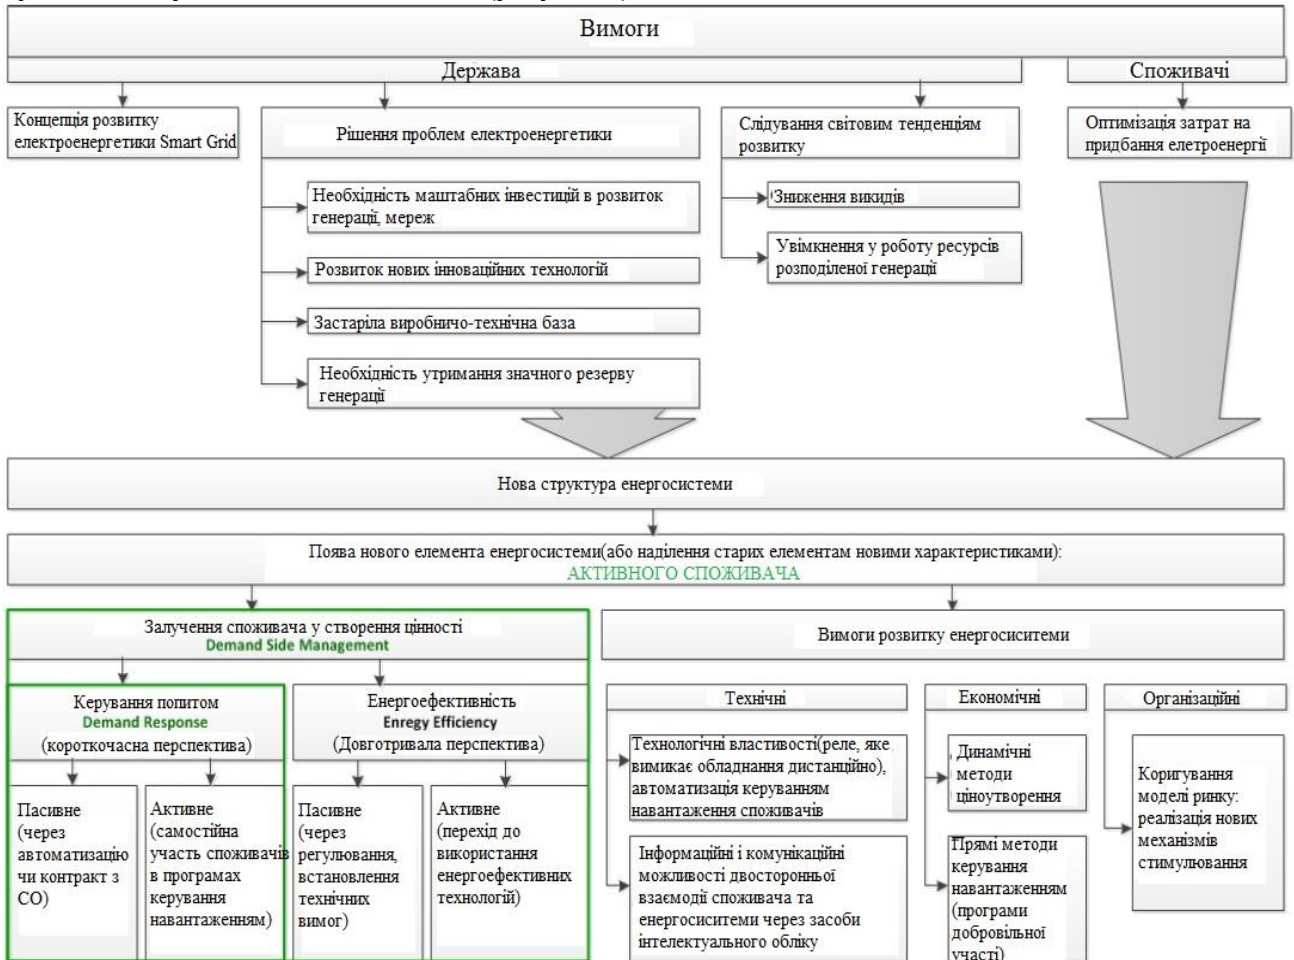 Вимоги
Держава
Споживачі
Концепція розвитку
електроенергетики Smart Grid
Рішення проблем електроенергетики
Слідування світовим тенденціям
розвитку
Оптимізація затрат на
придбання елетроенергії
Необхідність маштабних інвестицій в розвиток
генерації, мереж
Розвиток нових інноваційних технологій
Застаріла виробничо-технічна база
Необхідність утримання значного резерву
генерації
Зниження викидів
Увімкнення у роботу ресурсів
розподіленої генерації
Нова структура енергосистеми
Поява нового елемента енергосистеми(або наділення старих елементам новими характеристиками):
АКТИВНОГО СПОЖИВАЧА
Залучення споживача у створення цінності
Demand Side Management
Вимоги розвитку енергосиситеми
Керування попитом
Demand Response
(короткочасна перспектива)
Енергоефективність
Enregy Efficiency
(Довготривала перспектива)
Пасивне
(через
автоматизацію
чи контракт з
СО)
Активне
(самостійна
участь споживачів
в програмах
керування
навантаженням)
Пасивне
(через
регулювання,
встановлення
технічних
вимог)
Активне
(перехід до
використання
енергоефективних
технологій)
Технічні
Технологічні властивості(реле, яке
вимикає обладнання дистанційно),
автоматизація керуванням
навантаження споживачів
Інформаційні і комунікаційні
можливості двосторонньої
взаємодії споживача та
енергосиситеми через засоби
інтелектуального обліку
Економічні
Динамічні
методи
ціноутворення
Прямі методи
керування
навантаженням
(програми
добровільної
участі)
Організаційні
Коригування
моделі ринку:
реалізація нових
механізмів
стимулювання